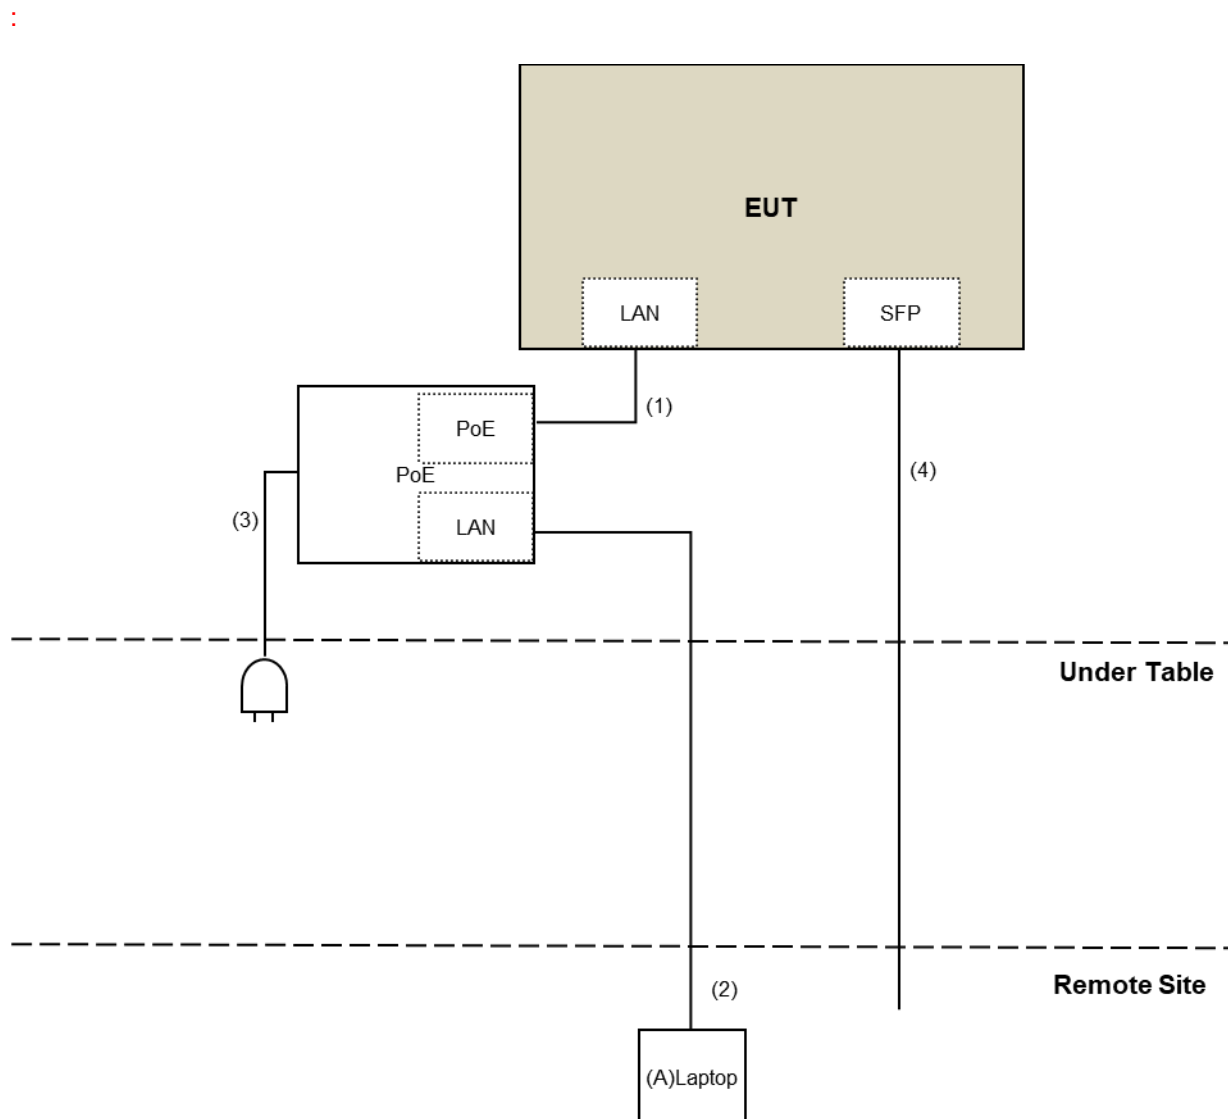 :
EUT
LAN
SFP
(1)
PoE
PoE
(4)
(3)
LAN
Under Table
Remote Site
(2)
(A)Laptop